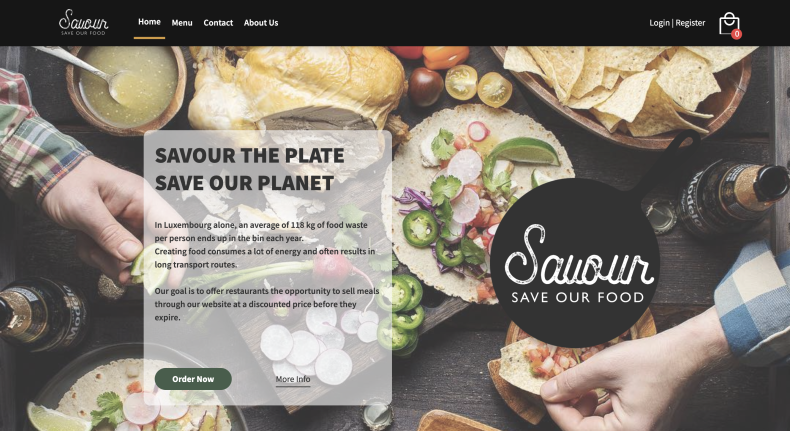 Savour
SAVE OUR FOOD
Home Menu Contact About Us
Login | Register
0
SAVOUR THE PLATE
SAVE OUR PLANET
In Luxembourg alone, an average of 118 kg of food waste
per person ends up in the bin each year.
Creating food consumes a lot of energy and often results in
long transport routes.
Our goal is to offer restaurants the opportunity to sell meals
through our website at a discounted price before they
expire.
Order Now More Info
Savour
SAVE OUR FOOD